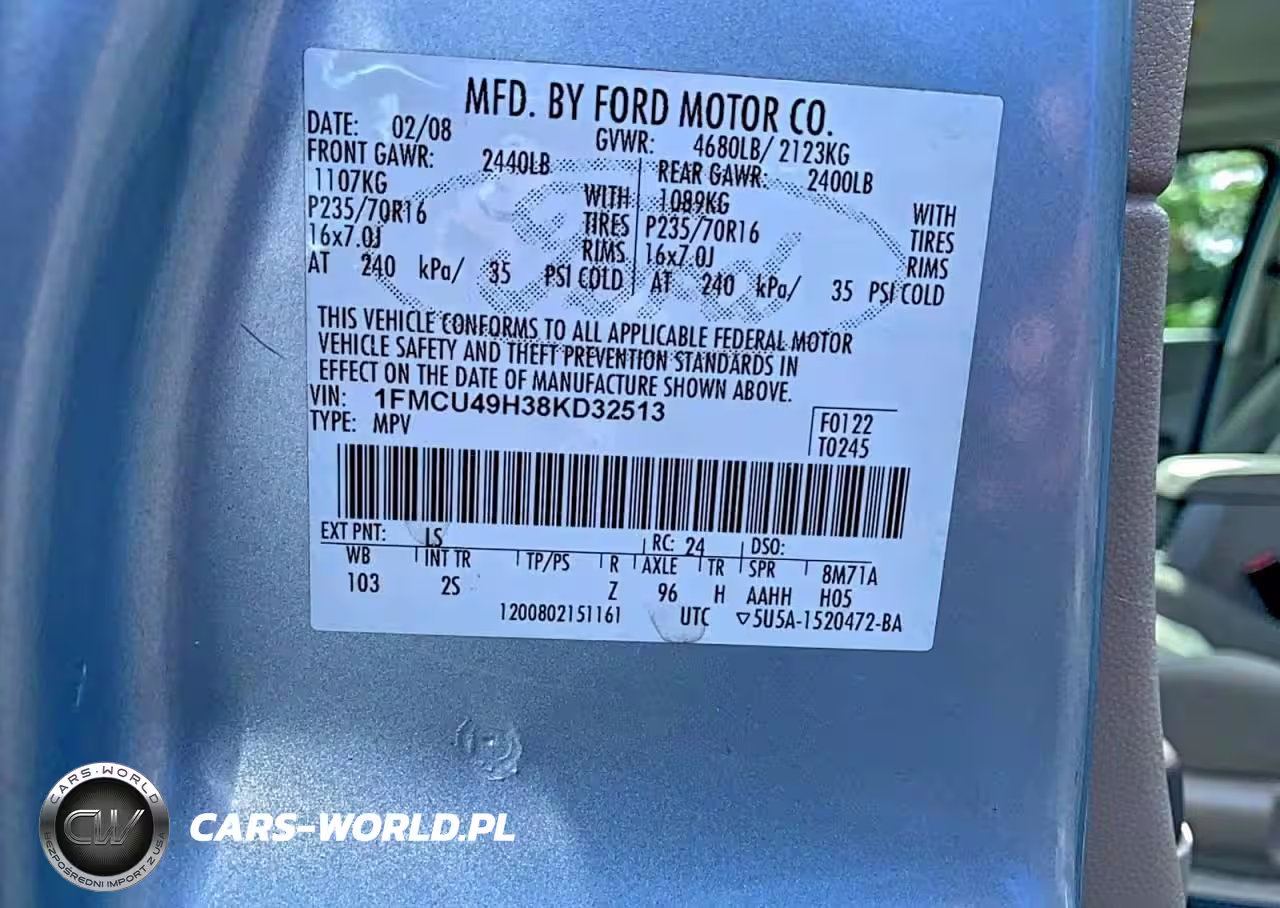 MFD. BY FORD MOTOR CO.
DATE: 02/08 GVWR: 4680LB/ 2123KG
FRONT GAWR: 2440LB REAR GAWR: 2400LB
1107KG WITH 1089KG WITH
P235/70R16 TIRES P235/70R16 TIRES
16x7.0J RIMS 16x7.0J RIMS
AT 240 kPa/ 35 PSI COLD AT 240 kPa/ 35 PSI COLD
THIS VEHICLE CONFORMS TO ALL APPLICABLE FEDERAL MOTOR
VEHICLE SAFETY AND THEFT PREVENTION STANDARDS IN
EFFECT ON THE DATE OF MANUFACTURE SHOWN ABOVE.
VIN: 1FMCU49H38KD32513
TYPE: MPV
F0122
T0245
EXT PNT: LS RC: 24 DSO:
WB INT TR TP/PS R AXLE TR SPR 8M71A
103 2S Z 96 H AAHH H05
1200802151161 UTC ▽5U5A-1520472-BA
CARS-WORLD
CW
BEZPOŚREDNI IMPORT Z USA
CARS-WORLD.PL